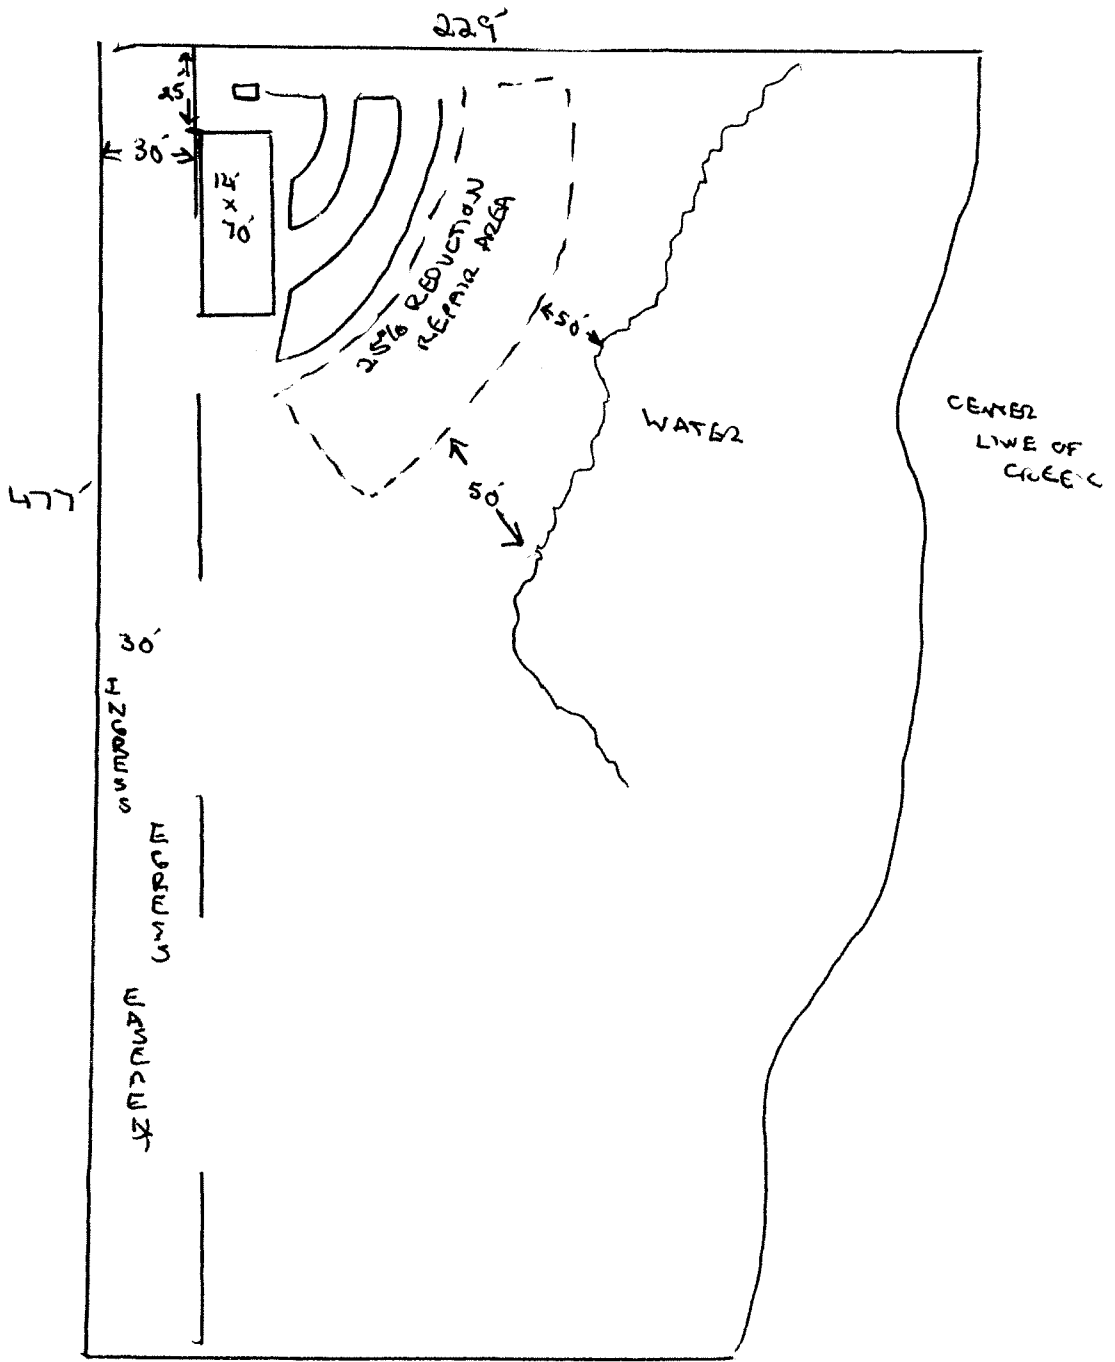 229'
25'
30'
14'
x
70'
25% REDUCTION
REPAIR AREA
50'
WATER
CENTER
LINE OF
CREEK
50'
477'
30'
INGRESS
EGRESS
EASEMENT